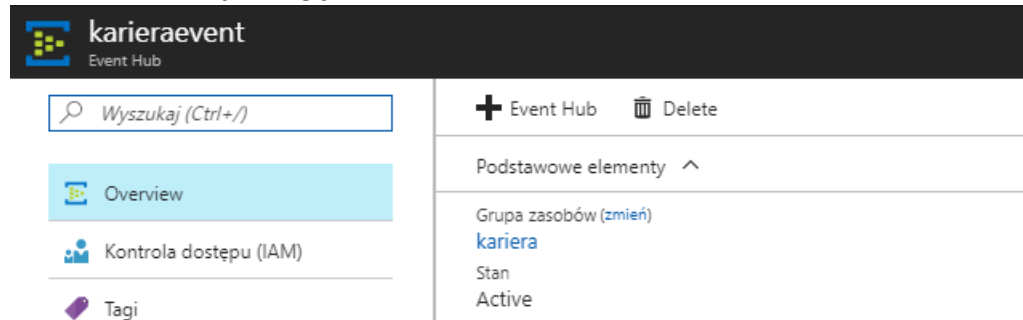 karieraevent
Event Hub
Wyszukaj (Ctrl+/)
Overview
Kontrola dostępu (IAM)
Tagi
Event Hub
Delete
Podstawowe elementy
Grupa zasobów (zmień)
kariera
Stan
Active